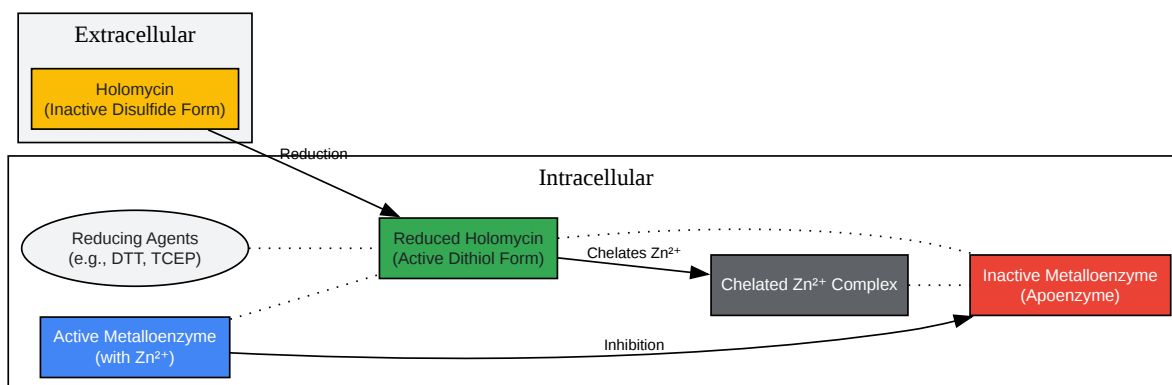 Extracellular
Holomycin
(Inactive Disulfide Form)
Reduction
Intracellular
Reducing Agents
(e.g., DTT, TCEP)
Reduced Holomycin
(Active Dithiol Form)
Chelates Zn²⁺
Chelated Zn²⁺ Complex
Inactive Metalloenzyme
(Apoenzyme)
Active Metalloenzyme
(with Zn²⁺)
Inhibition